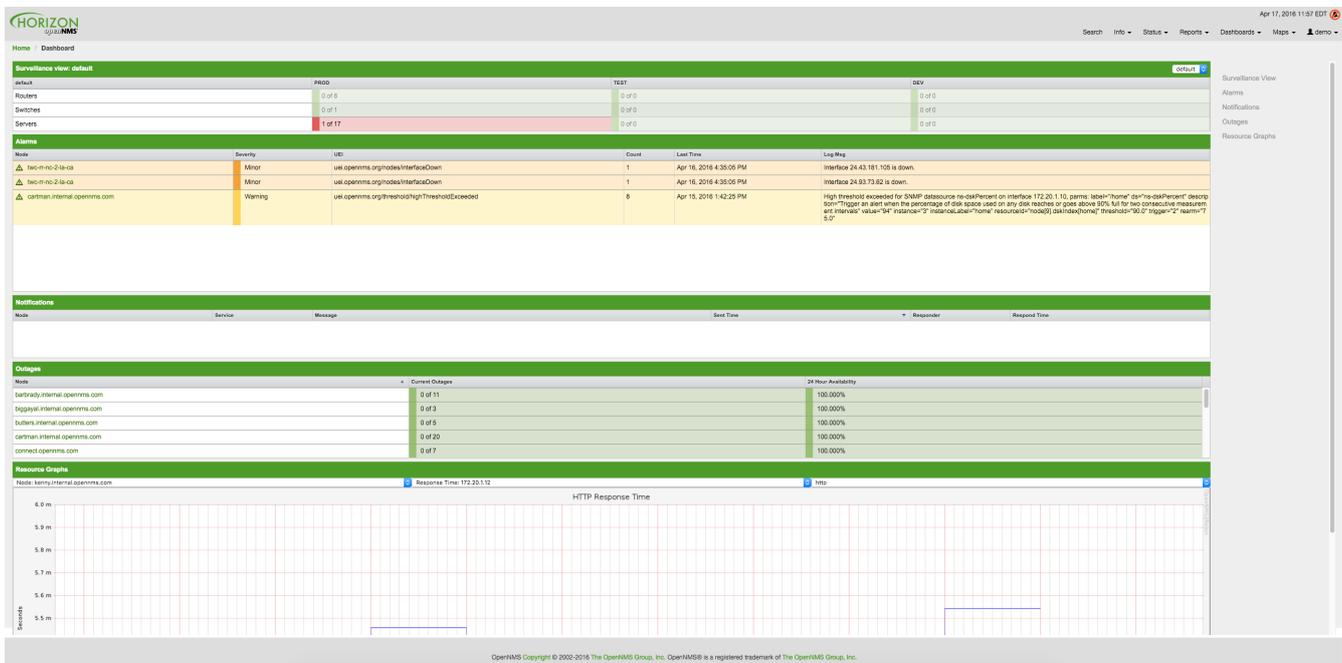 HORIZON
openNMS
Apr 17, 2016 11:57 EDT
Search Info Status Reports Dashboards Maps demo
Home / Dashboard
Surveillance view: default default
default PROD TEST DEV
Routers 0 of 6 0 of 0 0 of 0
Switches 0 of 1 0 of 0 0 of 0
Servers 1 of 17 0 of 0 0 of 0
Surveillance View
Alarms
Notifications
Outages
Resource Graphs
Alarms
Node Severity UEI Count Last Time Log Msg
twc-rr-nc-2-la-ca Minor uei.opennms.org/nodes/interfaceDown 1 Apr 16, 2016 4:35:05 PM Interface 24.43.181.105 is down.
twc-rr-nc-2-la-ca Minor uei.opennms.org/nodes/interfaceDown 1 Apr 16, 2016 4:35:05 PM Interface 24.93.73.62 is down.
cartman.internal.opennms.com Warning uei.opennms.org/threshold/highThresholdExceeded 8 Apr 15, 2016 1:42:25 PM High threshold exceeded for SNMP datasource ns-dskPercent on interface 172.20.1.10, parms: label="/home" ds="ns-dskPercent" descrip
tion="Trigger an alert when the percentage of disk space used on any disk reaches or goes above 90% full for two consecutive measurem
ent intervals" value="94" instance="3" instanceLabel="home" resourceId="node[9].dskIndex[home]" threshold="90.0" trigger="2" rearm="7
5.0"
Notifications
Node Service Message Sent Time Responder Respond Time
Outages
Node Current Outages 24 Hour Availability
barbrady.internal.opennms.com 0 of 11 100.000%
biggayal.internal.opennms.com 0 of 3 100.000%
butters.internal.opennms.com 0 of 5 100.000%
cartman.internal.opennms.com 0 of 20 100.000%
connect.opennms.com 0 of 7 100.000%
Resource Graphs
Node: kenny.internal.opennms.com Response Time: 172.20.1.12 http
HTTP Response Time
6.0 m
5.9 m
5.8 m
5.7 m
5.6 m
5.5 m
Seconds
OpenNMS Copyright © 2002-2016 The OpenNMS Group, Inc. OpenNMS® is a registered trademark of The OpenNMS Group, Inc.